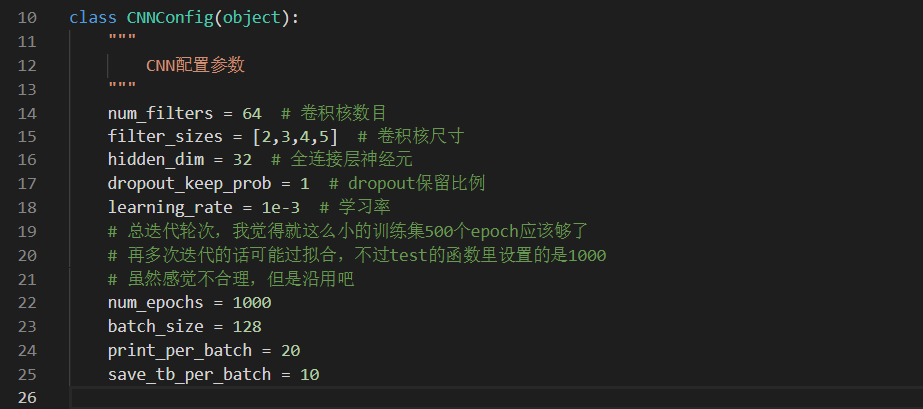 10 class CNNConfig(object):
11 """
12 CNN配置参数
13 """
14 num_filters = 64 # 卷积核数目
15 filter_sizes = [2,3,4,5] # 卷积核尺寸
16 hidden_dim = 32 # 全连接层神经元
17 dropout_keep_prob = 1 # dropout保留比例
18 learning_rate = 1e-3 # 学习率
19 # 总迭代轮次，我觉得就这么小的训练集500个epoch应该够了
20 # 再多次迭代的话可能过拟合，不过test的函数里设置的是1000
21 # 虽然感觉不合理，但是沿用吧
22 num_epochs = 1000
23 batch_size = 128
24 print_per_batch = 20
25 save_tb_per_batch = 10
26